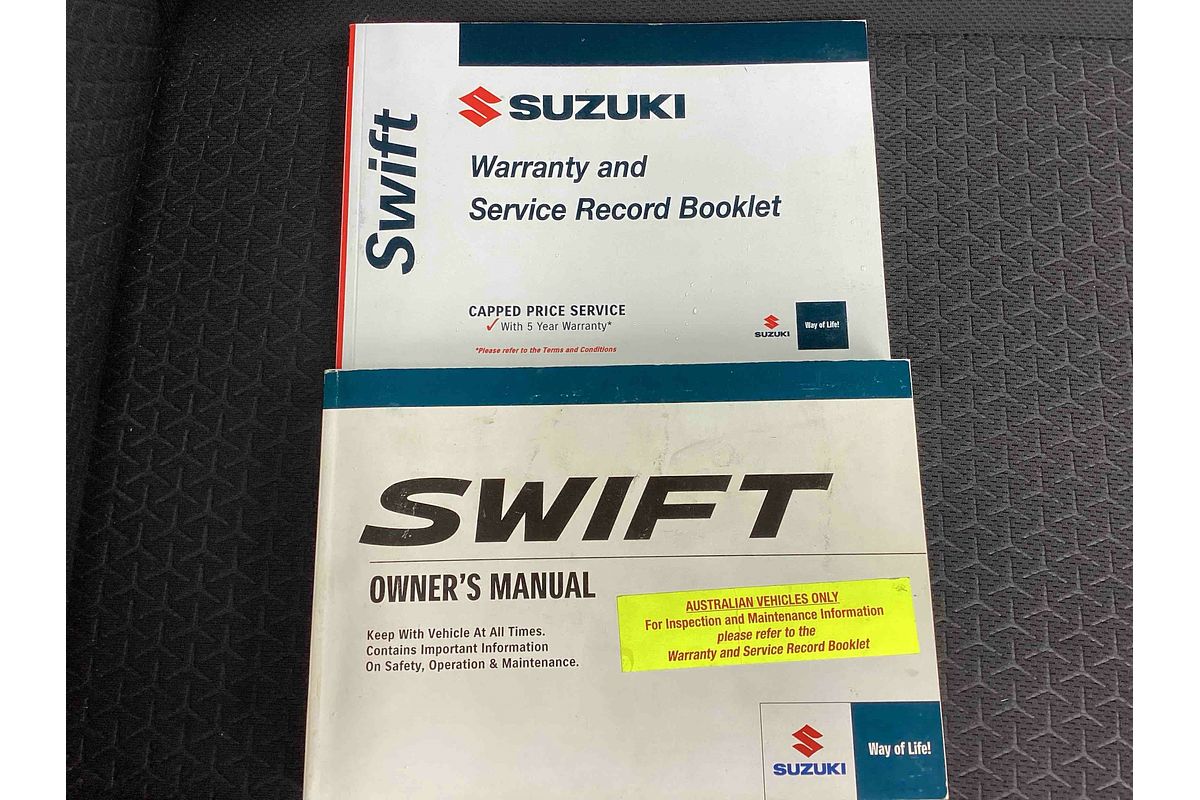 Swift
SUZUKI
Warranty and
Service Record Booklet
CAPPED PRICE SERVICE
With 5 Year Warranty*
*Please refer to the Terms and Conditions
SUZUKI
Way of Life!
SWIFT
OWNER'S MANUAL
Keep With Vehicle At All Times.
Contains Important Information
On Safety, Operation & Maintenance.
AUSTRALIAN VEHICLES ONLY
For Inspection and Maintenance Information
please refer to the
Warranty and Service Record Booklet
SUZUKI
Way of Life!